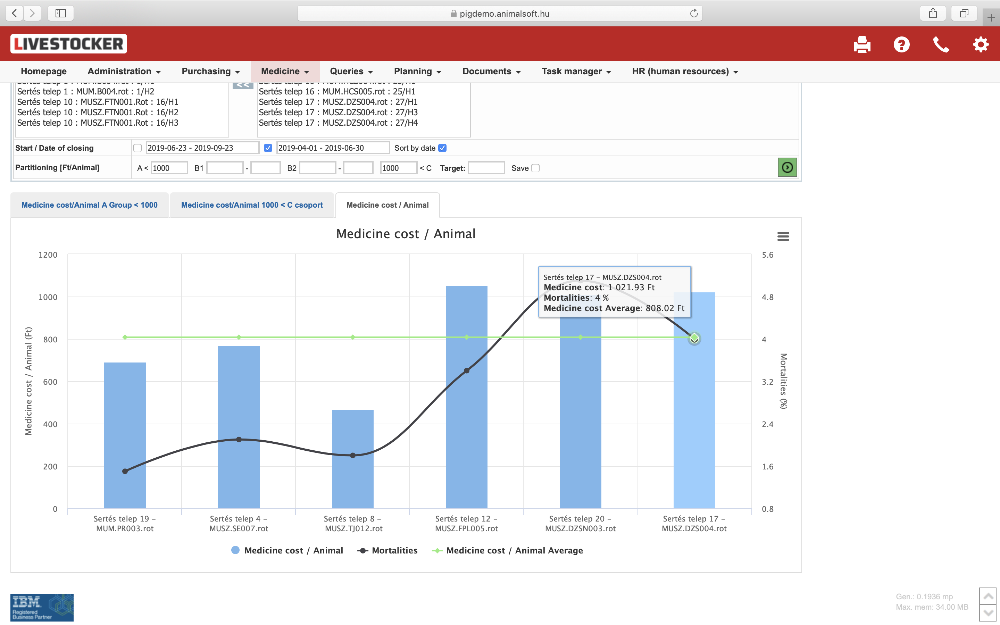 pigdemo.animalsoft.hu
LIVESTOCKER
Homepage Administration Purchasing Medicine Queries Planning Documents Task manager HR (human resources)
<<
Sertés telep 1 : MUM.B004.rot : 1/H2
Sertés telep 10 : MUSZ.FTN001.Rot : 16/H1
Sertés telep 10 : MUSZ.FTN001.Rot : 16/H2
Sertés telep 10 : MUSZ.FTN001.Rot : 16/H3
Sertés telep 16 : MUM.HCS005.rot : 25/H1
Sertés telep 17 : MUSZ.DZS004.rot : 27/H1
Sertés telep 17 : MUSZ.DZS004.rot : 27/H3
Sertés telep 17 : MUSZ.DZS004.rot : 27/H4
Start / Date of closing 2019-06-23 - 2019-09-23 2019-04-01 - 2019-06-30 Sort by date
Partitioning [Ft/Animal] A < 1000 B1 - B2 - 1000 < C Target: Save
Medicine cost/Animal A Group < 1000 Medicine cost/Animal 1000 < C csoport Medicine cost / Animal
Medicine cost / Animal
1200
1000
800
600
400
200
0
Medicine cost / Animal (Ft)
Sertés telep 17 – MUSZ.DZS004.rot
Medicine cost: 1 021.93 Ft
Mortalities: 4 %
Medicine cost Average: 808.02 Ft
5.6
4.8
4
3.2
2.4
1.6
0.8
Mortalities (%)
Sertés telep 19 –
MUM.PR003.rot
Sertés telep 4 –
MUSZ.SE007.rot
Sertés telep 8 –
MUSZ.TJ012.rot
Sertés telep 12 –
MUSZ.FPL005.rot
Sertés telep 20 –
MUSZ.DZSN003.rot
Sertés telep 17 –
MUSZ.DZS004.rot
Medicine cost / Animal Mortalities Medicine cost / Animal Average
IBM
Registered
Business Partner
Gen.: 0.1936 mp
Max. mem: 34.00 MB